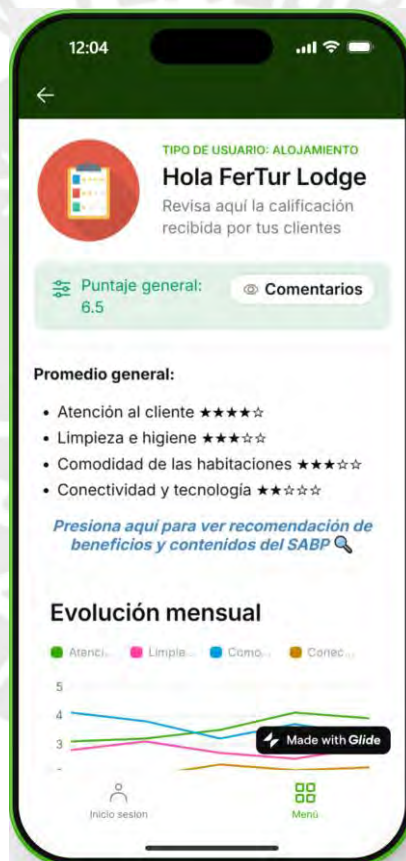 12:04
TIPO DE USUARIO: ALOJAMIENTO
Hola FerTur Lodge
Revisa aquí la calificación
recibida por tus clientes
Puntaje general:
6.5
Comentarios
Promedio general:
• Atención al cliente ★★★★☆
• Limpieza e higiene ★★★☆☆
• Comodidad de las habitaciones ★★★☆☆
• Conectividad y tecnología ★★☆☆☆
Presiona aquí para ver recomendación de
beneficios y contenidos del SABP
Evolución mensual
Atenci... Limpie... Como... Conec...
5
4
3
Made with Glide
Inicio sesion
Menú